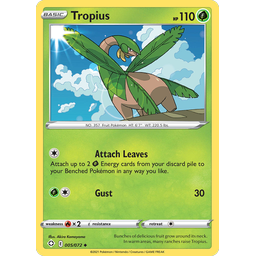 BASIC
Tropius
HP 110
NO. 357 Fruit Pokémon HT: 6'7" WT: 220.5 lbs.
Attach Leaves
Attach up to 2 Energy cards from your discard pile to
your Benched Pokémon in any way you like.
Gust 30
weakness ×2 resistance retreat
Illus. Akira Komayama
005/072
Bunches of delicious fruit grow around its neck.
In warm areas, many ranches raise Tropius.
©2021 Pokémon / Nintendo / Creatures / GAME FREAK